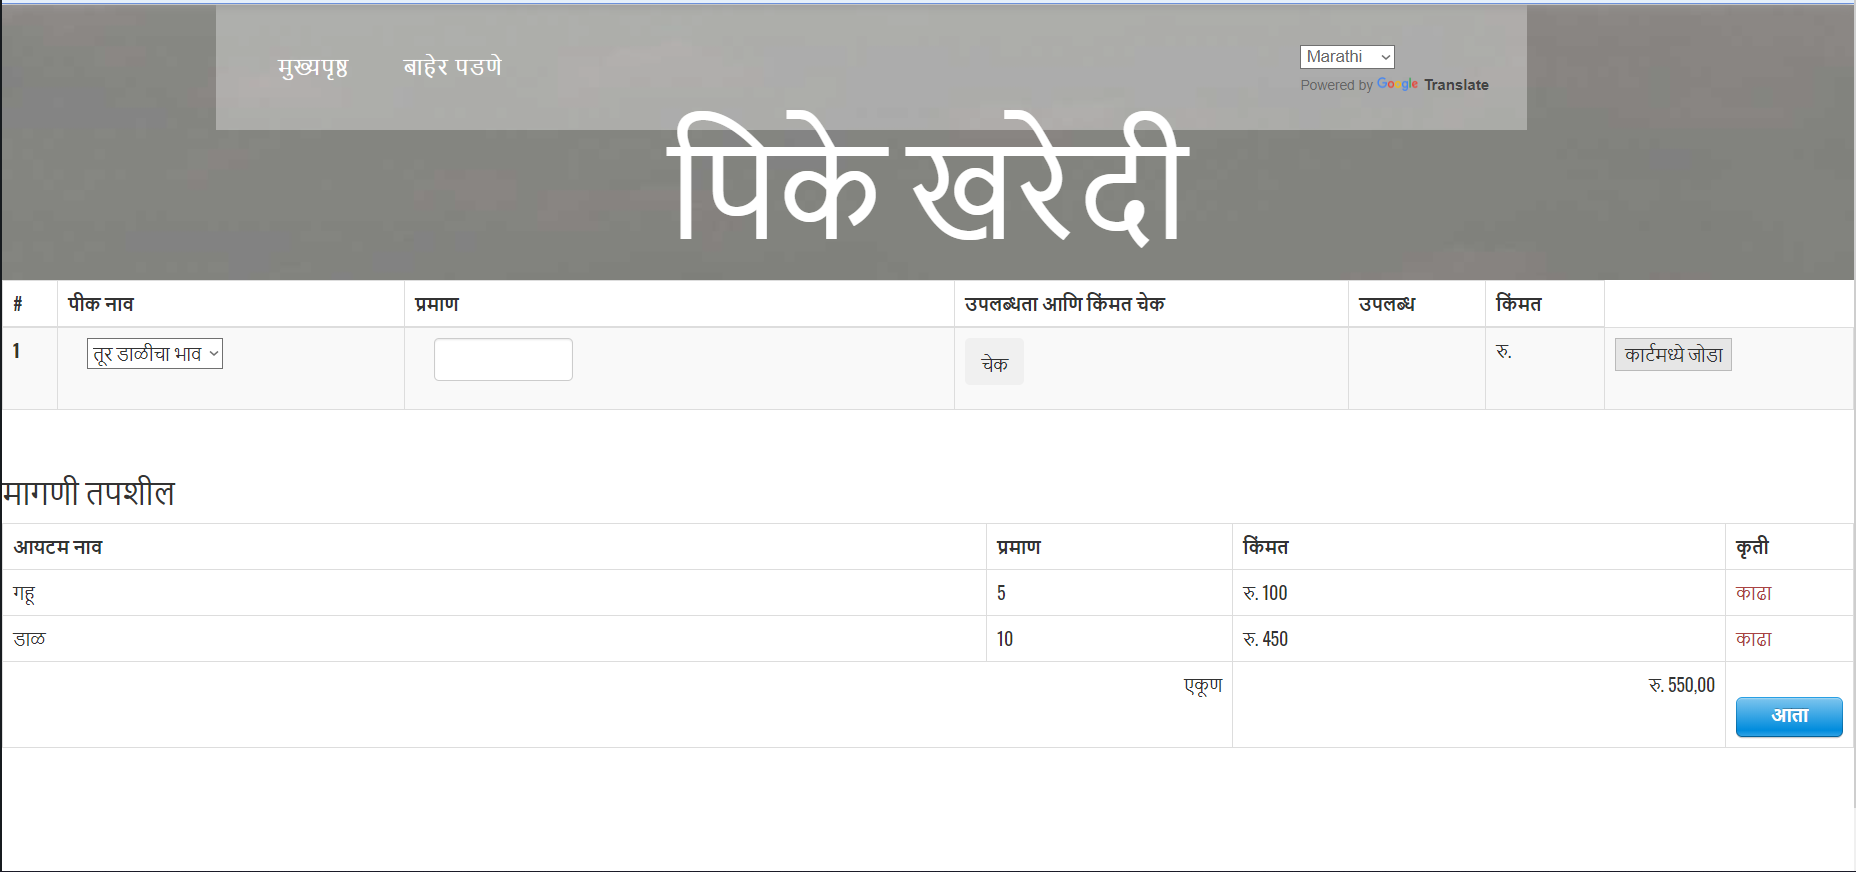 मुख्यपृष्ठ बाहेर पडणे Marathi
Powered by Google Translate
पिके खरेदी
# पीक नाव प्रमाण उपलब्धता आणि किंमत चेक उपलब्ध किंमत
1 तूर डाळीचा भाव चेक रु. कार्टमध्ये जोडा
मागणी तपशील
आयटम नाव प्रमाण किंमत कृती
गहू 5 रु. 100 काढा
डाळ 10 रु. 450 काढा
एकूण रु. 550,00
आता